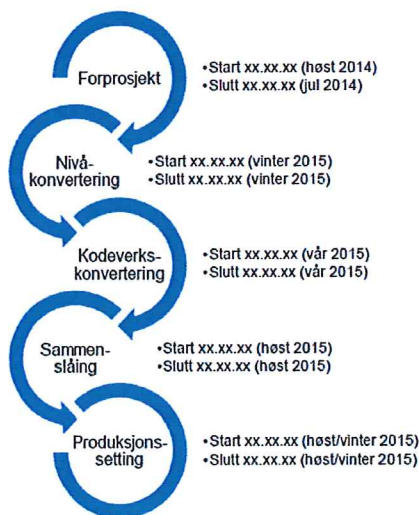 Forprosjekt
•Start xx.xx.xx (høst 2014)
•Slutt xx.xx.xx (jul 2014)
Nivå-
konvertering
•Start xx.xx.xx (vinter 2015)
•Slutt xx.xx.xx (vinter 2015)
Kodeverks-
konvertering
•Start xx.xx.xx (vår 2015)
•Slutt xx.xx.xx (vår 2015)
Sammen-
slåing
•Start xx.xx.xx (høst 2015)
•Slutt xx.xx.xx (høst 2015)
Produksjons-
setting
•Start xx.xx.xx (høst/vinter 2015)
•Slutt xx.xx.xx (høst/vinter 2015)